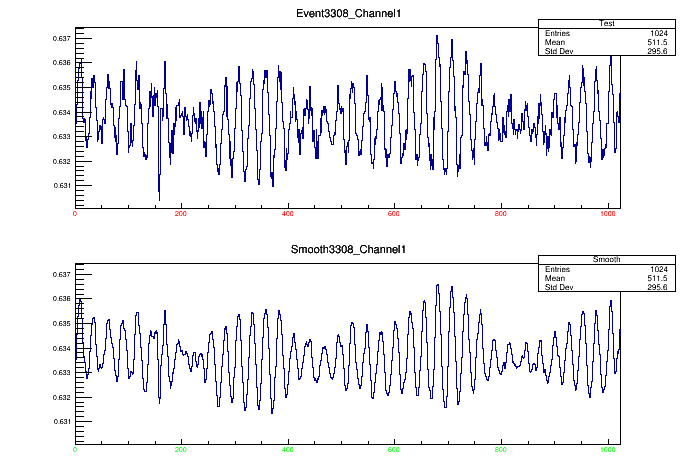 Event3308_Channel1
Test
Entries 1024
Mean 511.5
Std Dev 295.6
0.637
0.636
0.635
0.634
0.633
0.632
0.631
0 200 400 600 800 1000
Smooth3308_Channel1
Smooth
Entries 1024
Mean 511.5
Std Dev 295.6
0.637
0.636
0.635
0.634
0.633
0.632
0.631
0 200 400 600 800 1000